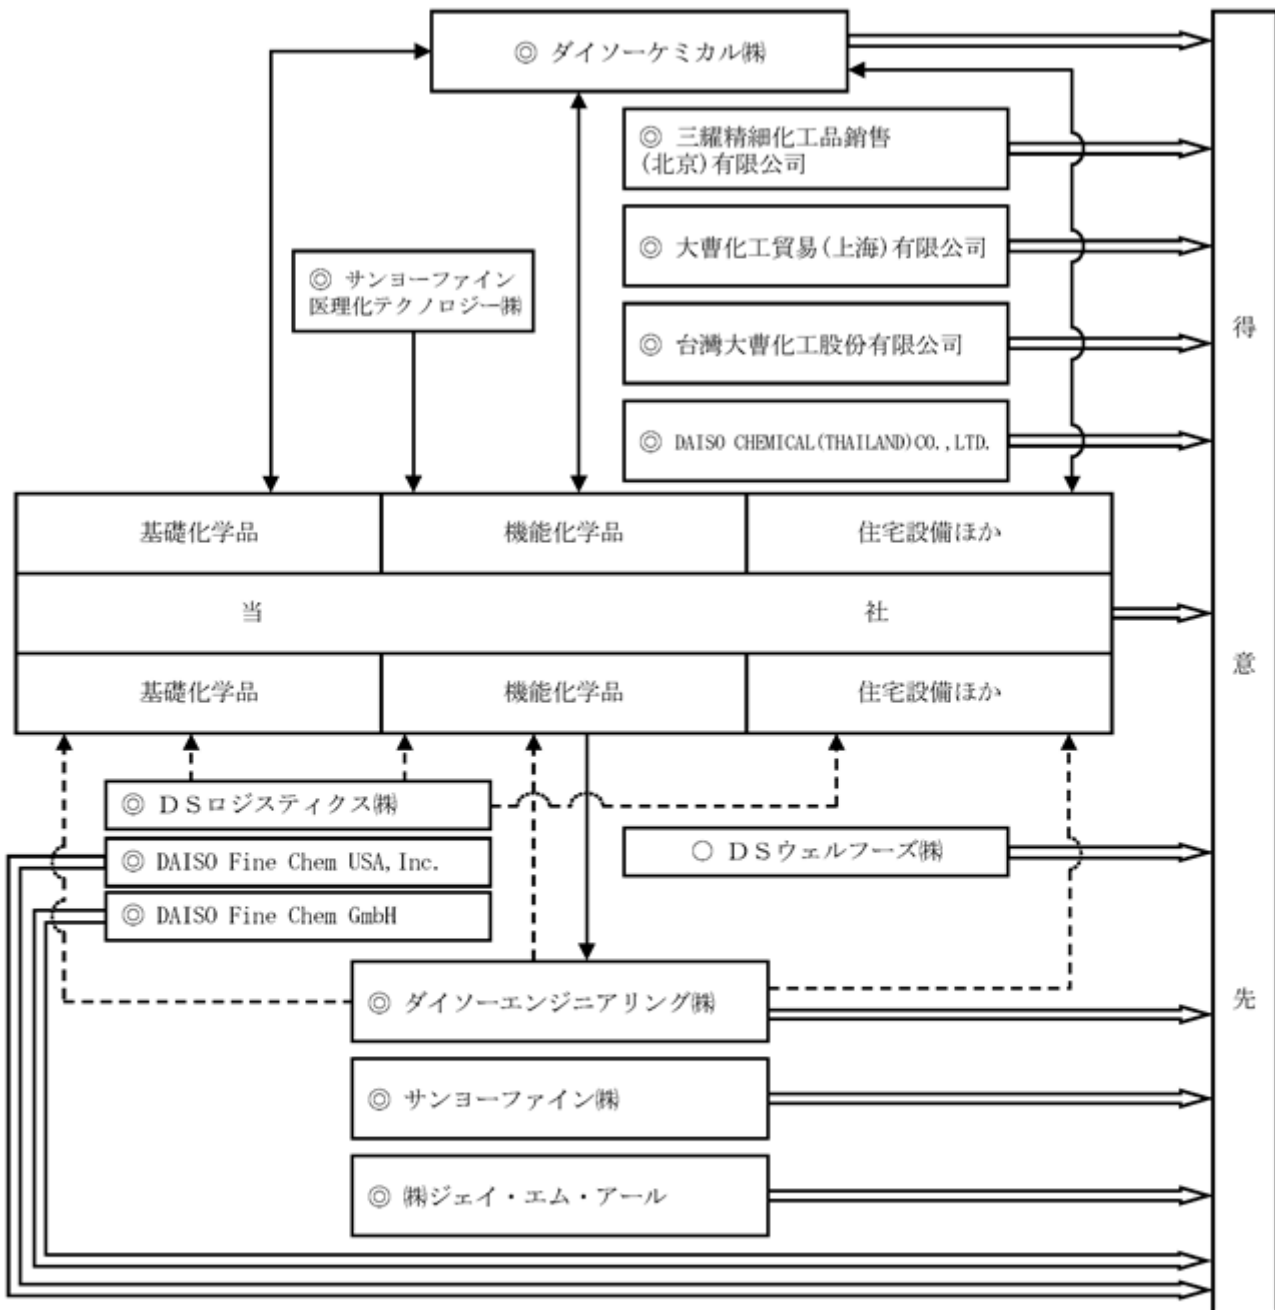 ◎ ダイソーケミカル㈱
◎ 三耀精細化工品銷售
(北京)有限公司
◎ 大曹化工貿易(上海)有限公司
◎ サンヨーファイン
医理化テクノロジー㈱
◎ 台灣大曹化工股份有限公司
◎ DAISO CHEMICAL(THAILAND)CO.,LTD.
基礎化学品
機能化学品
住宅設備ほか
当社
基礎化学品
機能化学品
住宅設備ほか
◎ ＤＳロジスティクス㈱
◎ DAISO Fine Chem USA,Inc.
◎ DAISO Fine Chem GmbH
○ ＤＳウェルフーズ㈱
◎ ダイソーエンジニアリング㈱
◎ サンヨーファイン㈱
◎ ㈱ジェイ・エム・アール
得意先